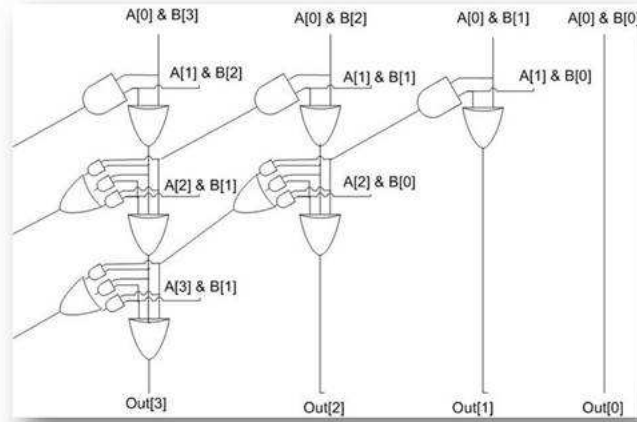 A[0] & B[3] A[0] & B[2] A[0] & B[1] A[0] & B[0]
A[1] & B[2] A[1] & B[1] A[1] & B[0]
A[2] & B[1] A[2] & B[0]
A[3] & B[1]
Out[3] Out[2] Out[1] Out[0]